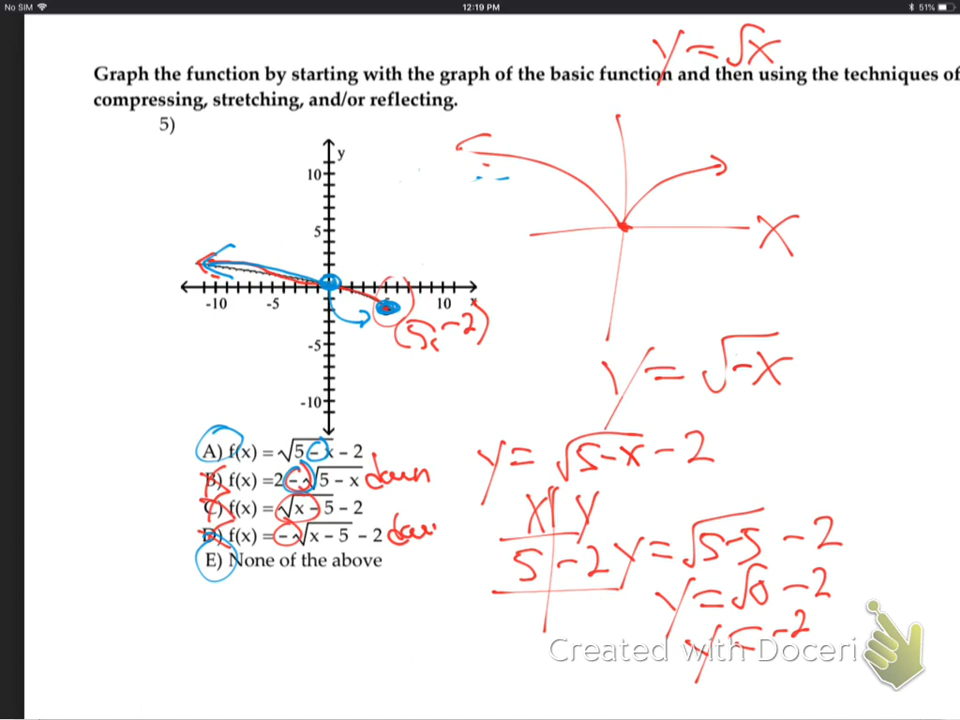 No SIM
12:19 PM
51%
y = √x
Graph the function by starting with the graph of the basic function and then using the techniques of
compressing, stretching, and/or reflecting.
5)
y
10
5
-10
-5
10
x
-5
-10
(5, -2)
X
y = √-x
A) f(x) = √5 - x - 2
B) f(x) =2 - √5 - x down
C) f(x) = √x - 5 - 2
D) f(x) = -√x - 5 - 2
E) None of the above
y = √5-x - 2
x y
5 -2
y = √5-5 - 2
y = √0 - 2
y = -2
Created with Doceri